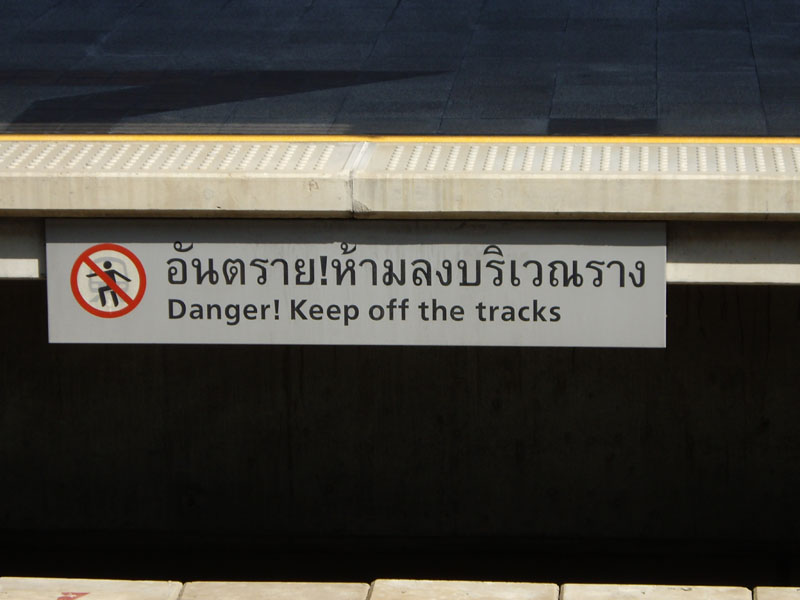 อันตราย!ห้ามลงบริเวณราง
Danger! Keep off the tracks